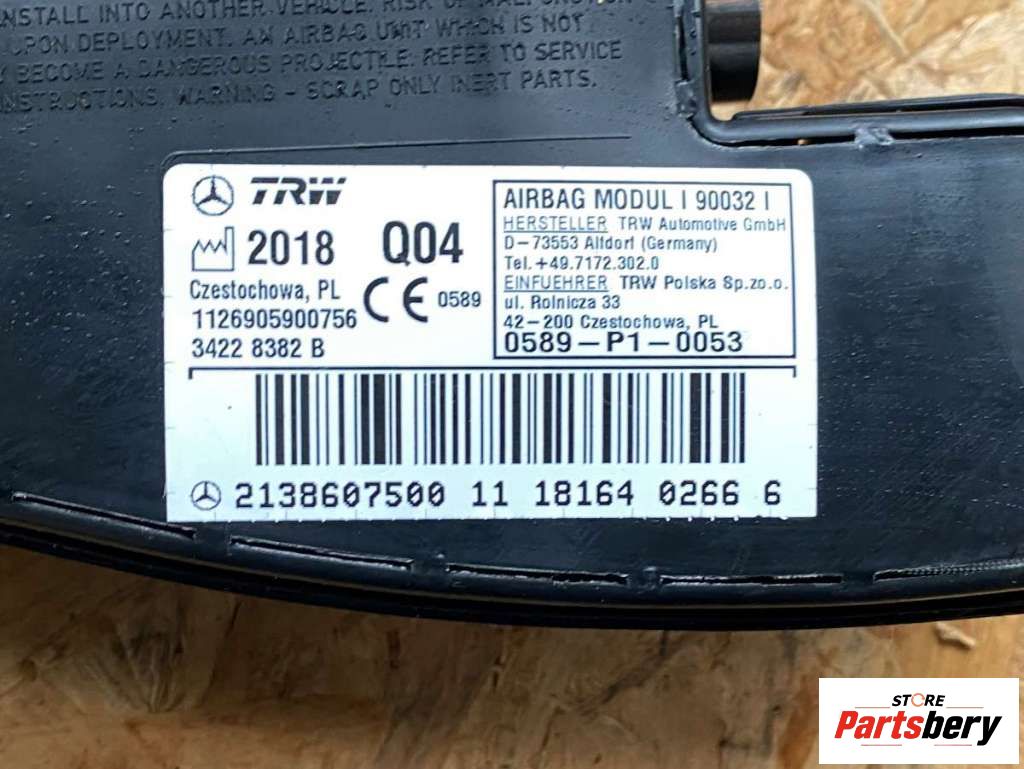 INSTALL INTO ANOTHER VEHICLE. RISK OF MALFUNCTION
UPON DEPLOYMENT. AN AIRBAG UNIT WHICH IS NOT
BECOME A DANGEROUS PROJECTILE. REFER TO SERVICE
INSTRUCTIONS. WARNING - SCRAP ONLY INERT PARTS.
TRW
2018 Q04
Czestochowa, PL
CE 0589
1126905900756
3422 8382 B
AIRBAG MODUL I 90032 I
HERSTELLER TRW Automotive GmbH
D-73553 Alfdorf (Germany)
Tel. +49.7172.302.0
EINFUEHRER TRW Polska Sp.zo.o.
ul. Rolnicza 33
42-200 Czestochowa, PL
0589-P1-0053
2138607500 11 18164 0266 6
STORE
Partsbery